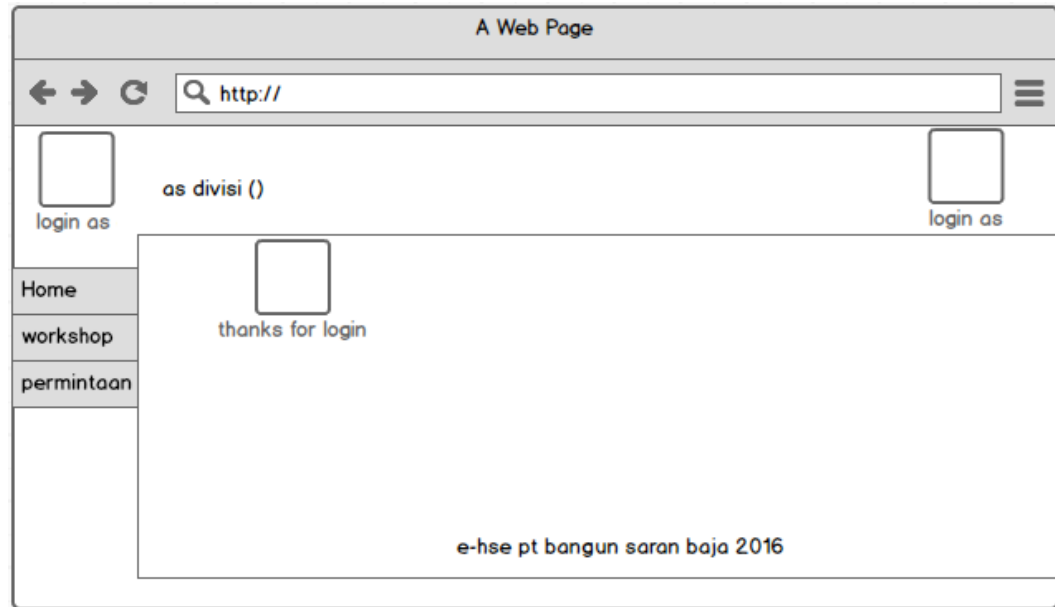 A Web Page
http://
login as
as divisi ()
login as
Home
workshop
permintaan
thanks for login
e-hse pt bangun saran baja 2016